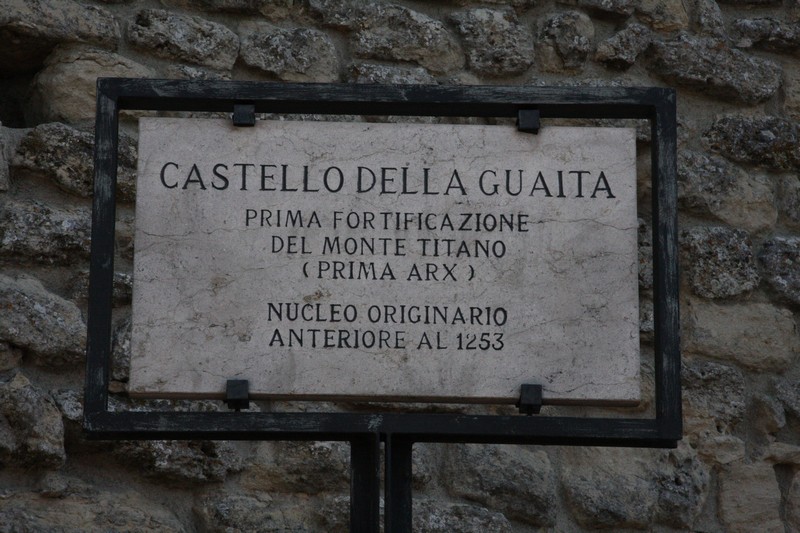 CASTELLO DELLA GUAITA
PRIMA FORTIFICAZIONE
DEL MONTE TITANO
( PRIMA ARX )
NUCLEO ORIGINARIO
ANTERIORE AL 1253